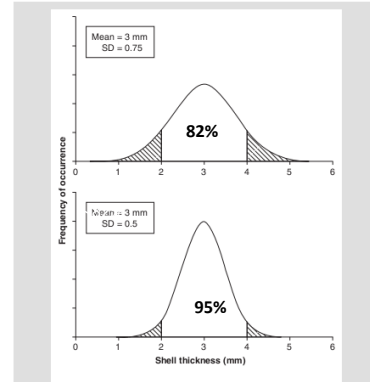 Mean = 3 mm
SD = 0.75
82%
0 1 2 3 4 5 6
Frequency of occurrence
Mean = 3 mm
SD = 0.5
95%
0 1 2 3 4 5 6
Shell thickness (mm)